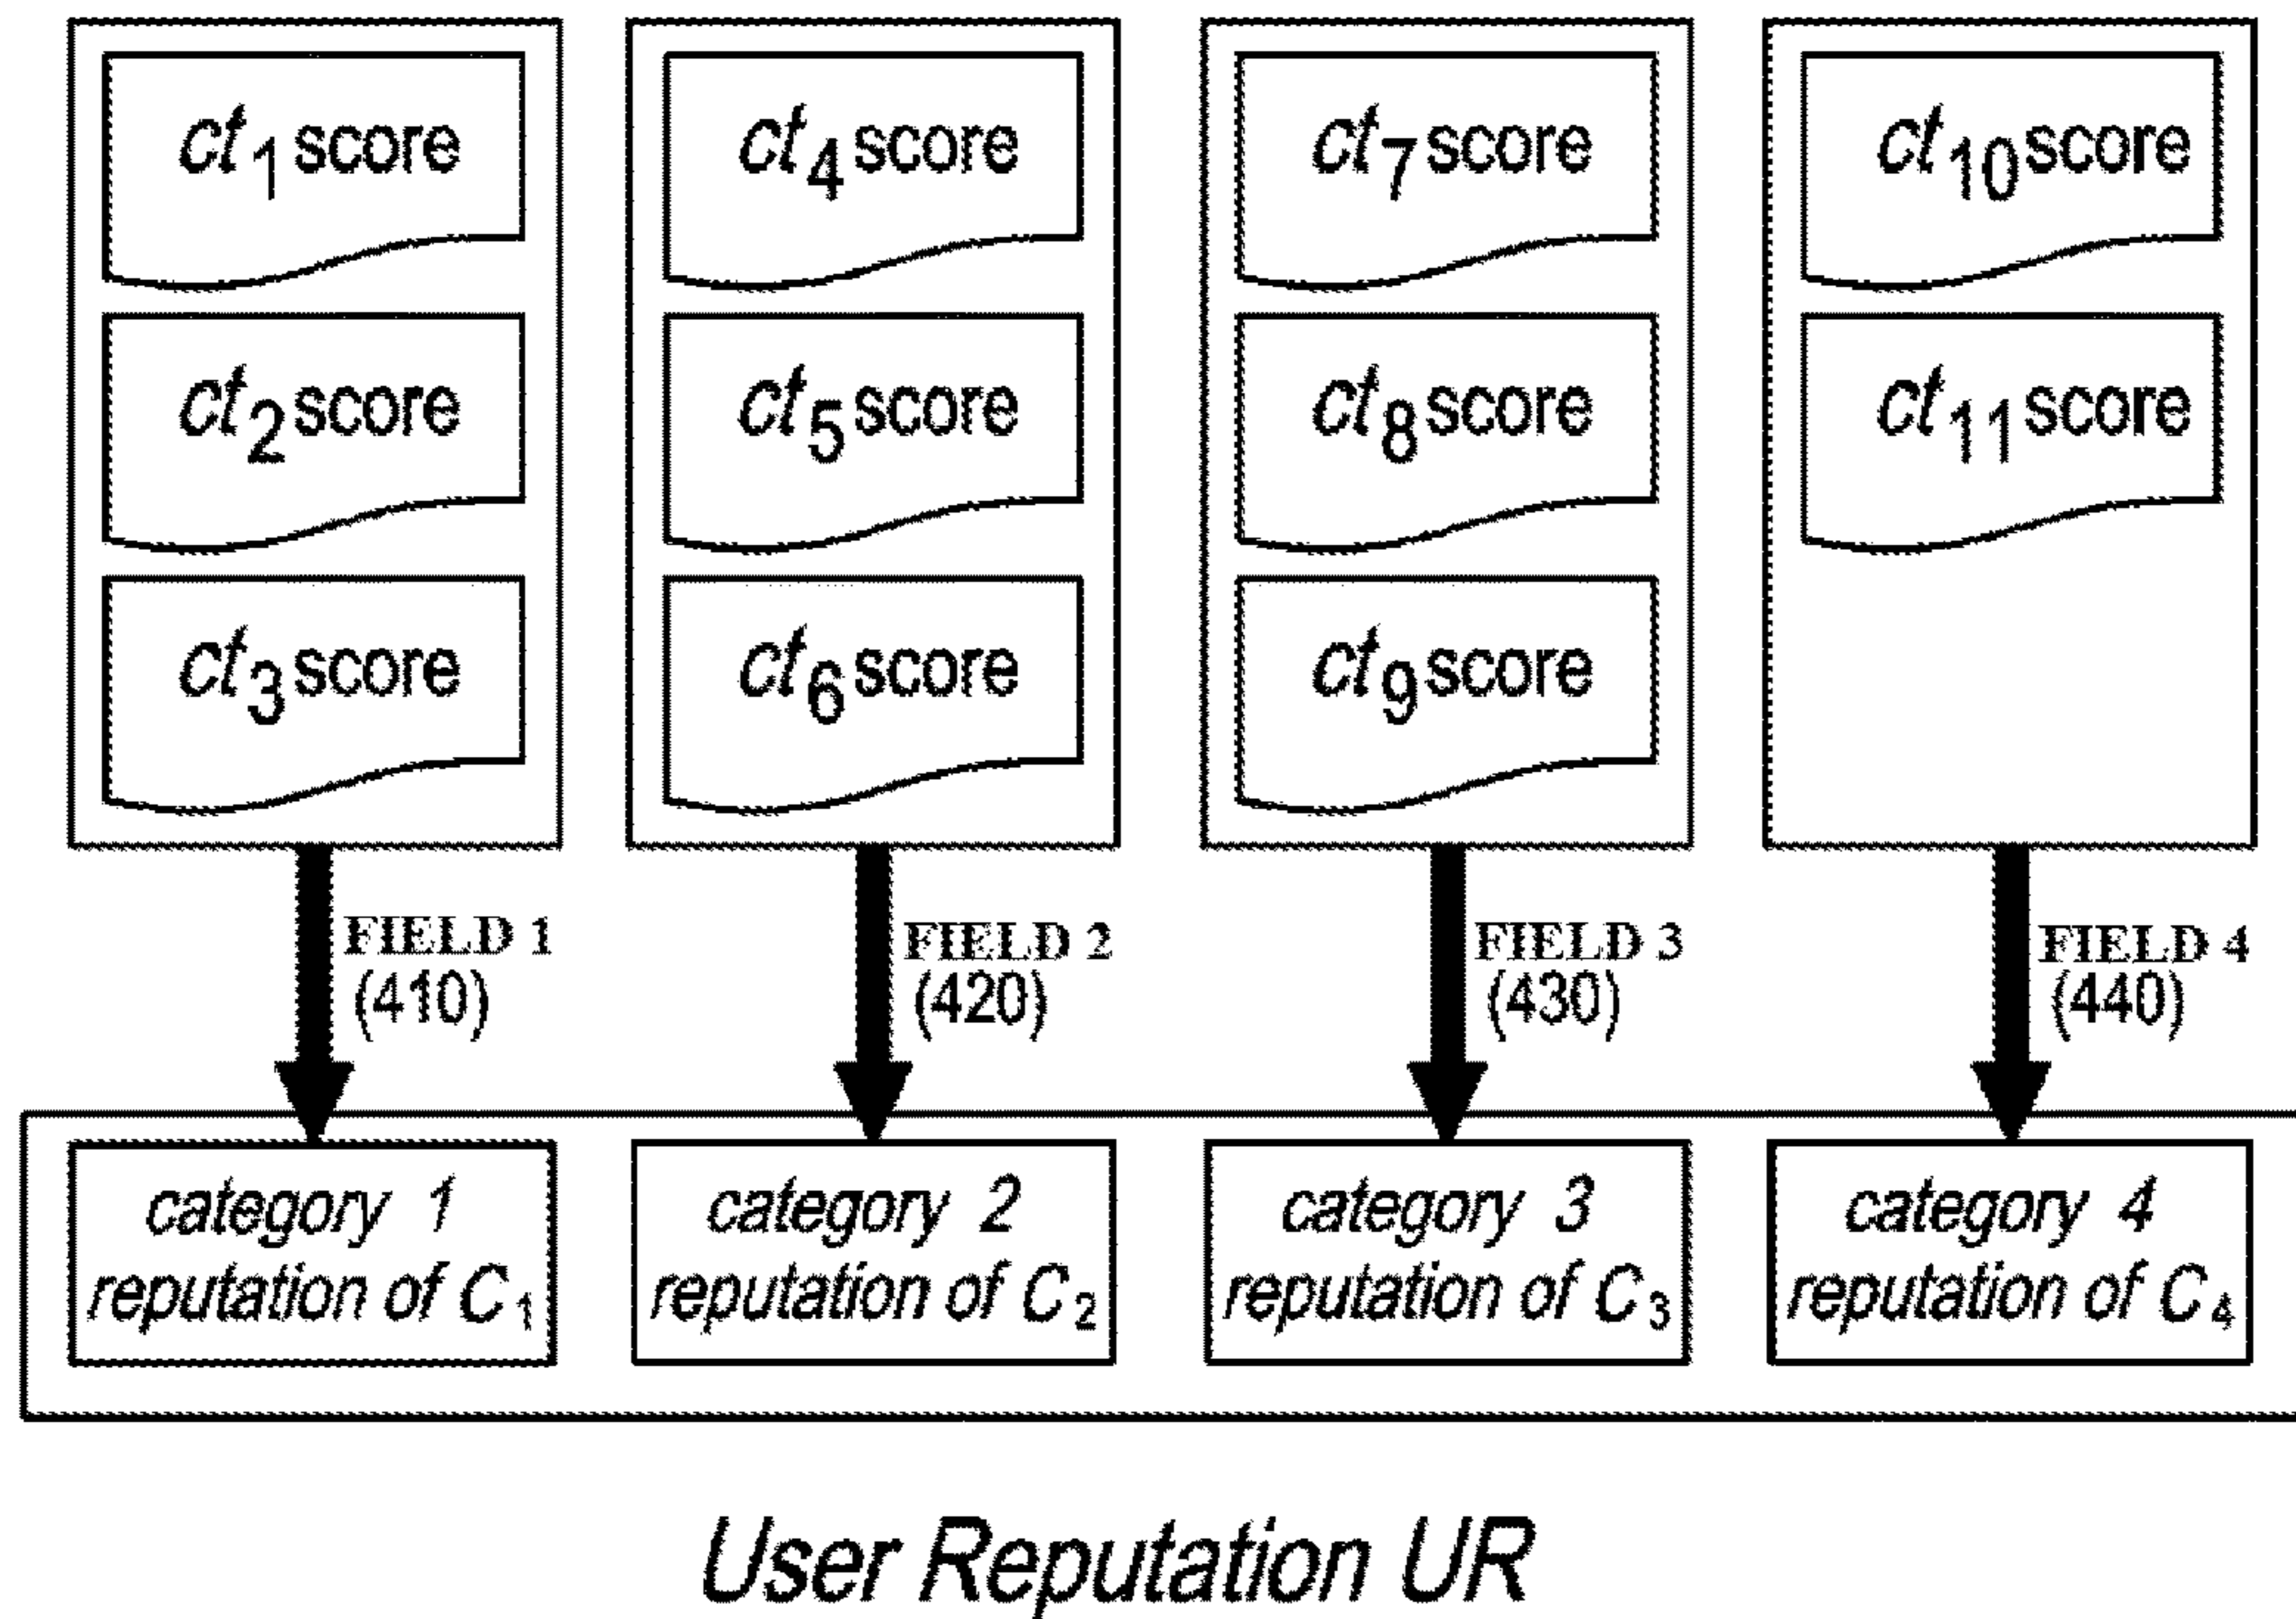 ct1 score
ct4 score
ct7 score
ct10 score
ct2 score
ct5 score
ct8 score
ct11 score
ct3 score
ct6 score
ct9 score
FIELD 1
(410)
FIELD 2
(420)
FIELD 3
(430)
FIELD 4
(440)
category 1
reputation of C1
category 2
reputation of C2
category 3
reputation of C3
category 4
reputation of C4
User Reputation UR